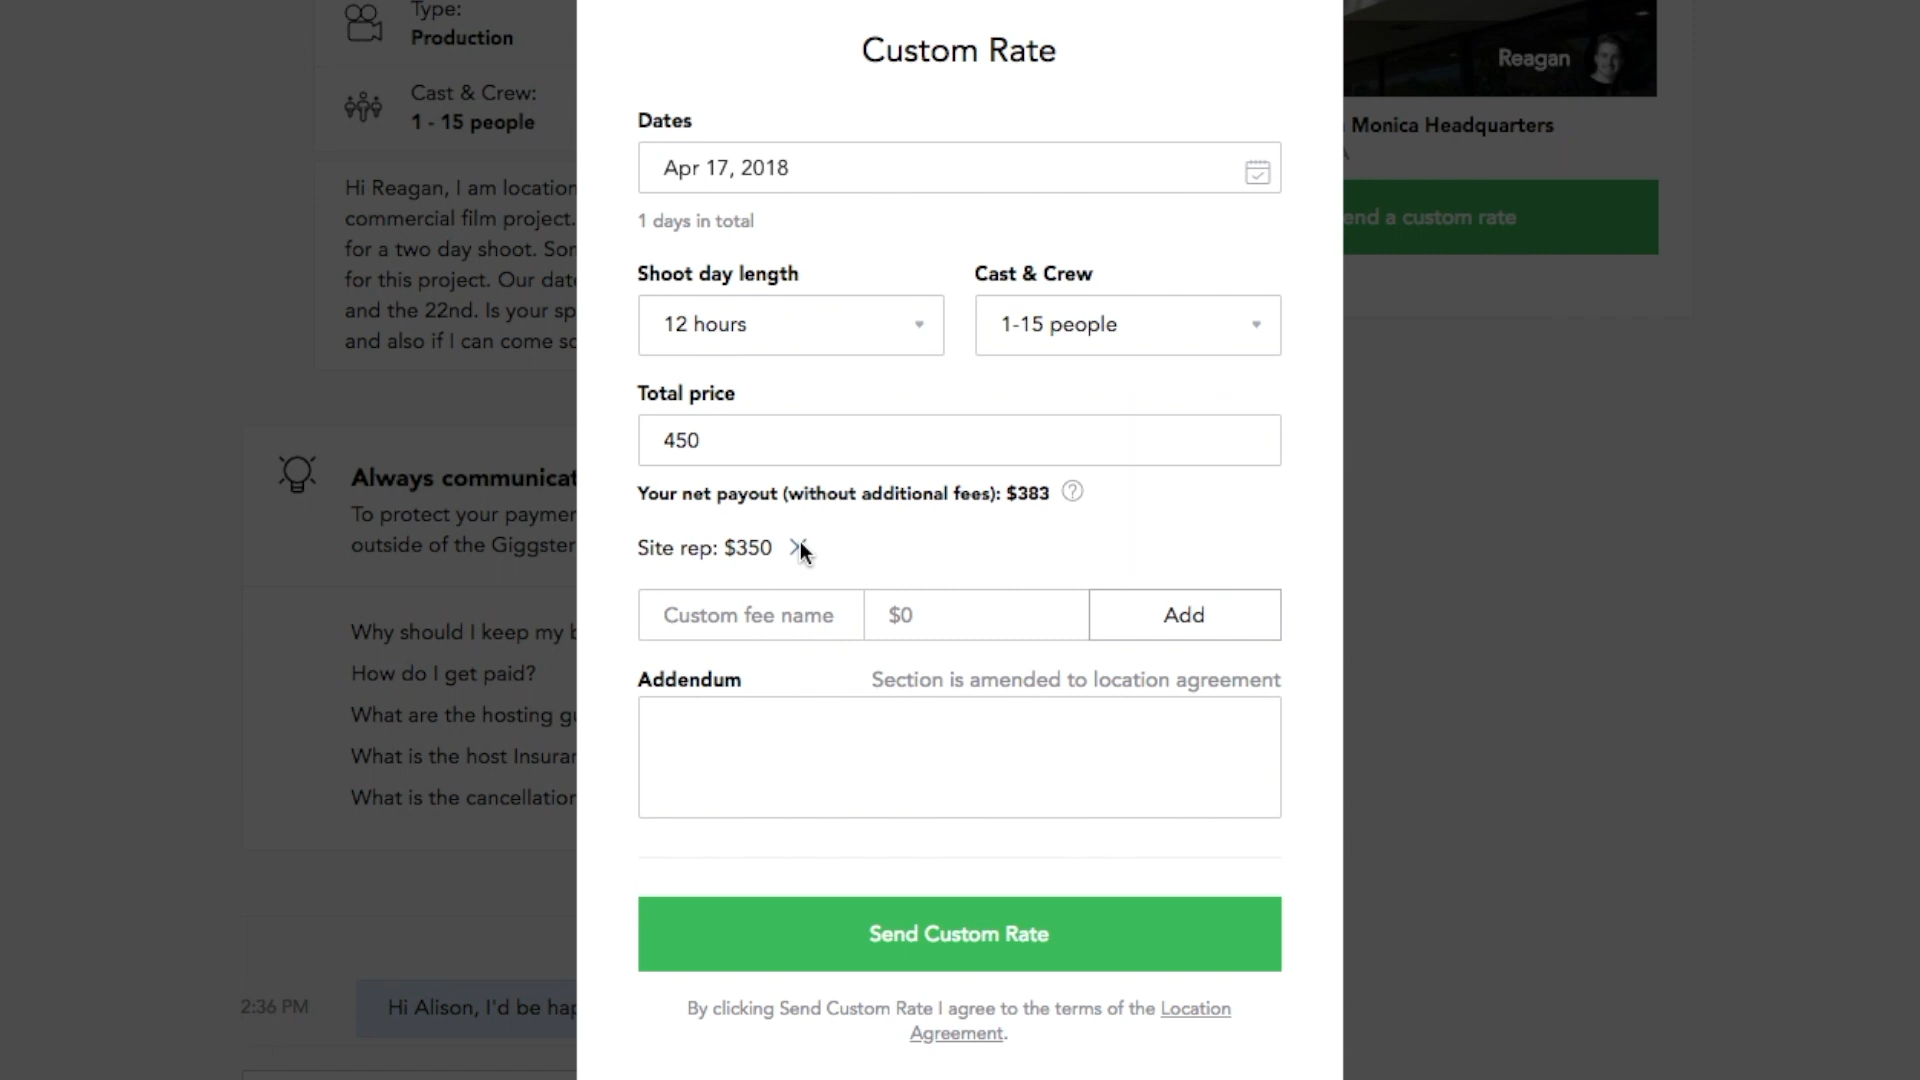 Type:
Production
Cast & Crew:
1 - 15 people
Hi Reagan, I am location
commercial film project.
for a two day shoot. Sor
for this project. Our date
and the 22nd. Is your sp
and also if I can come sc
Always communicat
To protect your paymer
outside of the Giggster
Why should I keep my b
How do I get paid?
What are the hosting gu
What is the host Insurar
What is the cancellation
2:36 PM
Hi Alison, I'd be hap
Custom Rate
Dates
Apr 17, 2018
1 days in total
Shoot day length
Cast & Crew
12 hours
1-15 people
Total price
450
Your net payout (without additional fees): $383 ?
Site rep: $350
Custom fee name
$0
Add
Addendum
Section is amended to location agreement
Send Custom Rate
By clicking Send Custom Rate I agree to the terms of the Location
Agreement.
Reagan
Monica Headquarters
end a custom rate